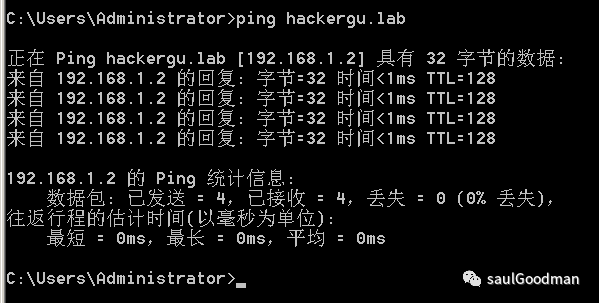 C:\Users\Administrator>ping hackergu.lab
正在 Ping hackergu.lab [192.168.1.2] 具有 32 字节的数据:
来自 192.168.1.2 的回复: 字节=32 时间<1ms TTL=128
来自 192.168.1.2 的回复: 字节=32 时间<1ms TTL=128
来自 192.168.1.2 的回复: 字节=32 时间<1ms TTL=128
来自 192.168.1.2 的回复: 字节=32 时间<1ms TTL=128
192.168.1.2 的 Ping 统计信息:
数据包: 已发送 = 4，已接收 = 4，丢失 = 0 (0% 丢失)，
往返行程的估计时间(以毫秒为单位):
最短 = 0ms，最长 = 0ms，平均 = 0ms
C:\Users\Administrator>_
saulGoodman